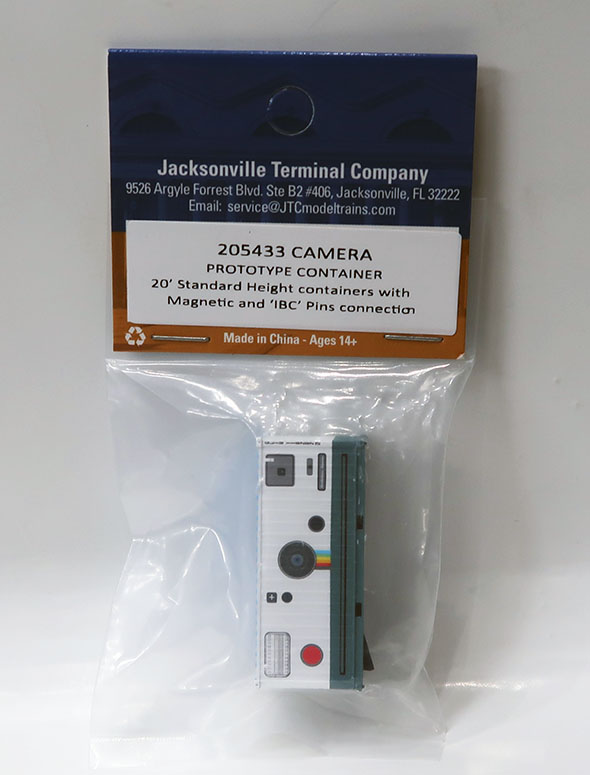 Jacksonville Terminal Company
9526 Argyle Forrest Blvd. Ste B2 #406, Jacksonville, FL 32222
Email: service@JTCmodeltrains.com
205433 CAMERA
PROTOTYPE CONTAINER
20' Standard Height containers with
Magnetic and 'IBC' Pins connection
Made in China - Ages 14+